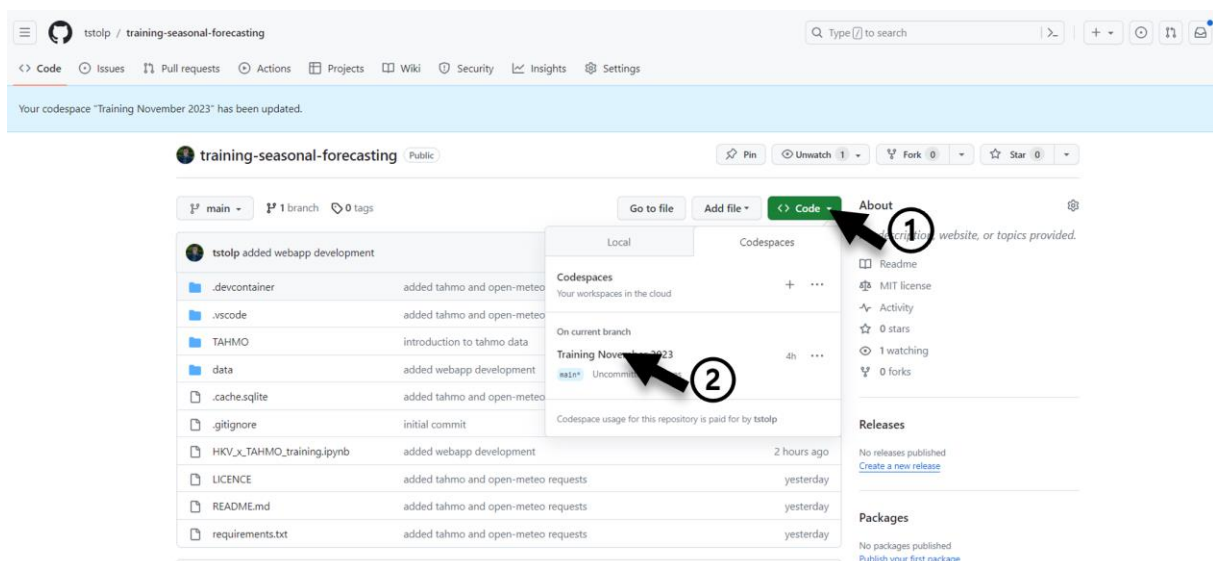 tstolp / training-seasonal-forecasting
Type / to search
Code Issues Pull requests Actions Projects Wiki Security Insights Settings
Your codespace "Training November 2023" has been updated.
training-seasonal-forecasting Public
Pin Unwatch 1 Fork 0 Star 0
main 1 branch 0 tags Go to file Add file <> Code
About
1
description, website, or topics provided.
Local Codespaces
tstolp added webapp development
Codespaces
Your workspaces in the cloud
Readme
.devcontainer added tahmo and open-meteo
MIT license
.vscode added tahmo and open-meteo
Activity
On current branch
0 stars
TAHMO introduction to tahmo data
Training November 2023 4h
1 watching
data added webapp development
main*
2
0 forks
.cache.sqlite added tahmo and open-meteo
Codespace usage for this repository is paid for by tstolp
.gitignore initial commit
Releases
HKV_x_TAHMO_training.ipynb added webapp development 2 hours ago
No releases published
LICENCE added tahmo and open-meteo requests yesterday
Create a new release
README.md added tahmo and open-meteo requests yesterday
Packages
requirements.txt added tahmo and open-meteo requests yesterday
No packages published
Publish your first package